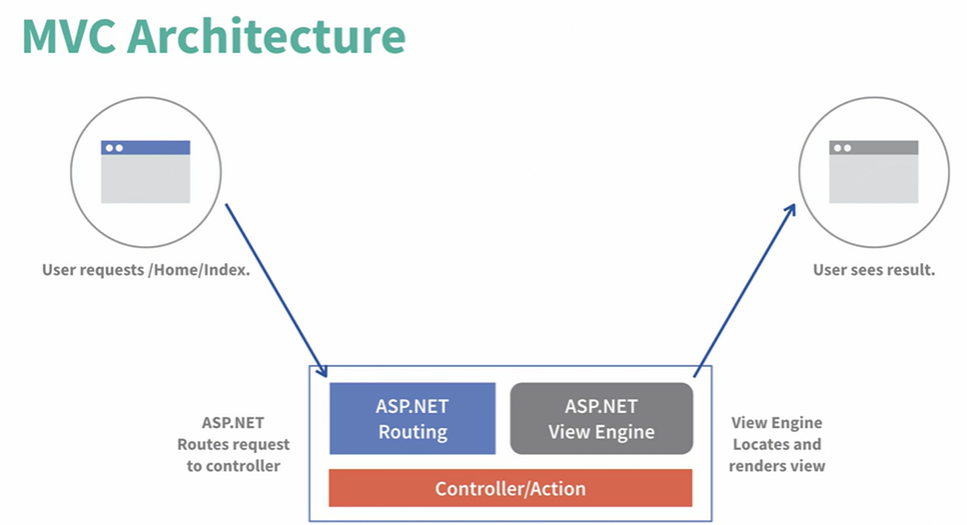 MVC Architecture
User requests /Home/Index.
User sees result.
ASP.NET
Routes request
to controller
ASP.NET
Routing
ASP.NET
View Engine
View Engine
Locates and
renders view
Controller/Action